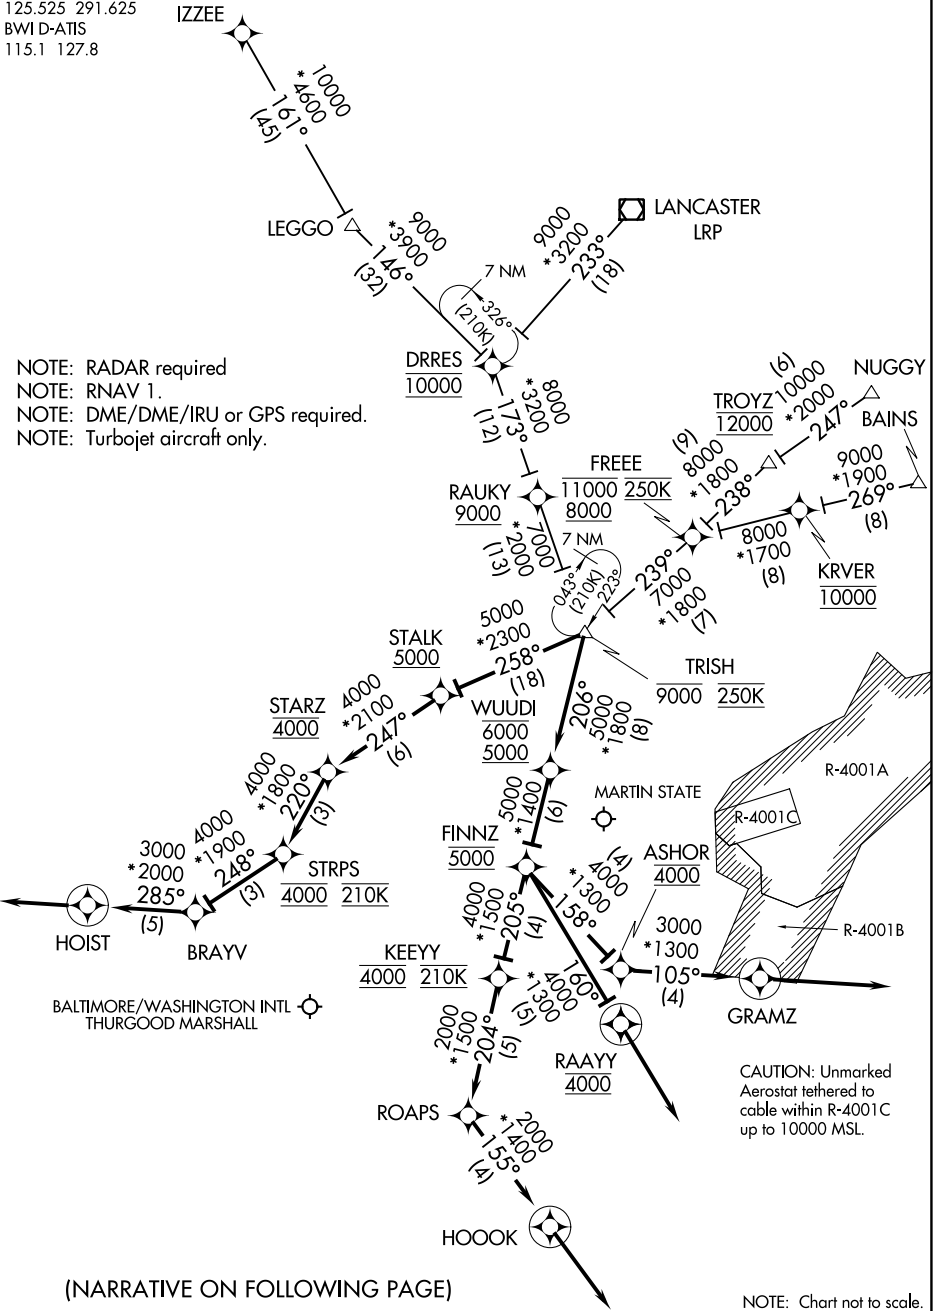 125.525 291.625
BWI D-ATIS
115.1 127.8
IZZEE
10000
*4600
161°
(45)
LEGGO
9000
*3900
146°
(32)
LANCASTER
LRP
9000
*3200
233°
(18)
7 NM
326°
(210K)
DRRES
10000
NOTE: RADAR required
NOTE: RNAV 1.
NOTE: DME/DME/IRU or GPS required.
NOTE: Turbojet aircraft only.
8000
*3200
173°
(12)
NUGGY
(6)
10000
*2000
247°
TROYZ
12000
BAINS
9000
*1900
269°
(8)
(9)
8000
*1800
238°
FREEE
11000 250K
8000
RAUKY
9000
7000
*2000
(13)
8000
*1700
(8)
KRVER
10000
7 NM
043°
(210K)
223°
239°
7000
*1800
(7)
TRISH
9000 250K
5000
*2300
258°
(18)
STALK
5000
4000
*2100
247°
(6)
STARZ
4000
WUUDI
6000
5000
206°
5000
*1800
(8)
4000
*1800
220°
(3)
R-4001A
R-4001C
MARTIN STATE
5000
*1400
(6)
FINNZ
5000
4000
*1900
248°
(3)
STRPS
4000 210K
3000
*2000
285°
(5)
HOIST
BRAYV
ASHOR
4000
(4)
4000
*1300
158°
R-4001B
3000
*1300
105°
(4)
GRAMZ
4000
*1500
205°
(4)
KEEYY
4000 210K
160°
4000
*1300
(5)
RAAYY
4000
BALTIMORE/WASHINGTON INTL
THURGOOD MARSHALL
2000
*1500
204°
(5)
CAUTION: Unmarked
Aerostat tethered to
cable within R-4001C
up to 10000 MSL.
ROAPS
2000
*1400
155°
(4)
HOOOK
(NARRATIVE ON FOLLOWING PAGE)
NOTE: Chart not to scale.